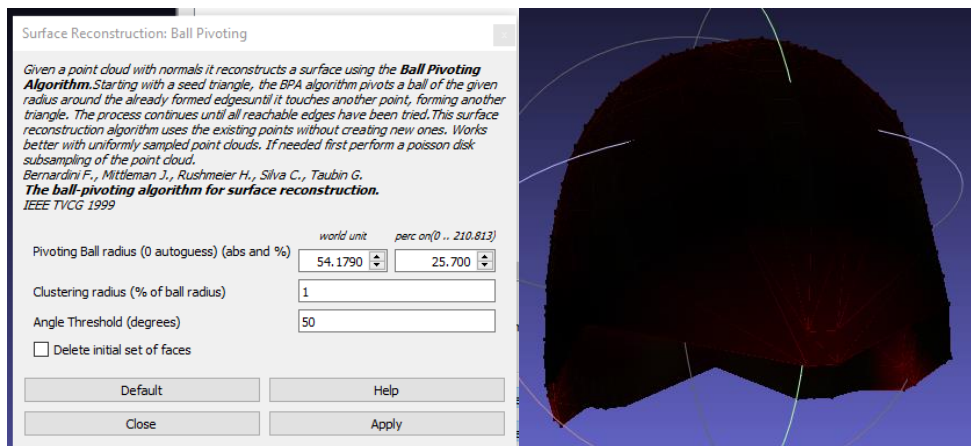 Surface Reconstruction: Ball Pivoting
Given a point cloud with normals it reconstructs a surface using the Ball Pivoting
Algorithm.Starting with a seed triangle, the BPA algorithm pivots a ball of the given
radius around the already formed edgesuntil it touches another point, forming another
triangle. The process continues until all reachable edges have been tried.This surface
reconstruction algorithm uses the existing points without creating new ones. Works
better with uniformly sampled point clouds. If needed first perform a poisson disk
subsampling of the point cloud.
Bernardini F., Mittleman J., Rushmeier H., Silva C., Taubin G.
The ball-pivoting algorithm for surface reconstruction.
IEEE TVCG 1999
world unit perc on(0 .. 210.813)
Pivoting Ball radius (0 autoguess) (abs and %) 54.1790 25.700
Clustering radius (% of ball radius) 1
Angle Threshold (degrees) 50
Delete initial set of faces
Default Help
Close Apply